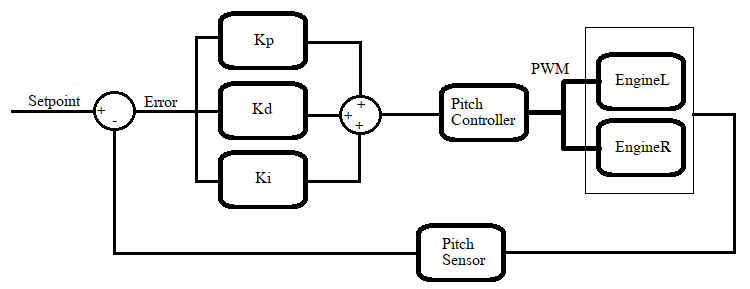 Kp
PWM
EngineL
Setpoint
+
Error
Kd
+
+
+
Pitch
Controller
-
EngineR
Ki
Pitch
Sensor